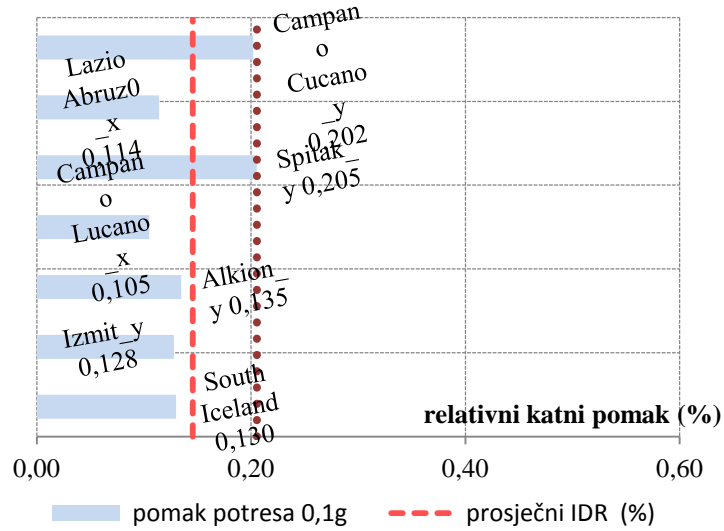 Campan
o
Cucano
_y
0,202
Lazio
Abruz0
_x
0,114
Spitak_
y 0,205
Campan
o
Lucano
_x
0,105
Alkion_
y 0,135
Izmit_y
0,128
South
Iceland
0,130
relativni katni pomak (%)
0,00 0,20 0,40 0,60
pomak potresa 0,1g prosječni IDR (%)